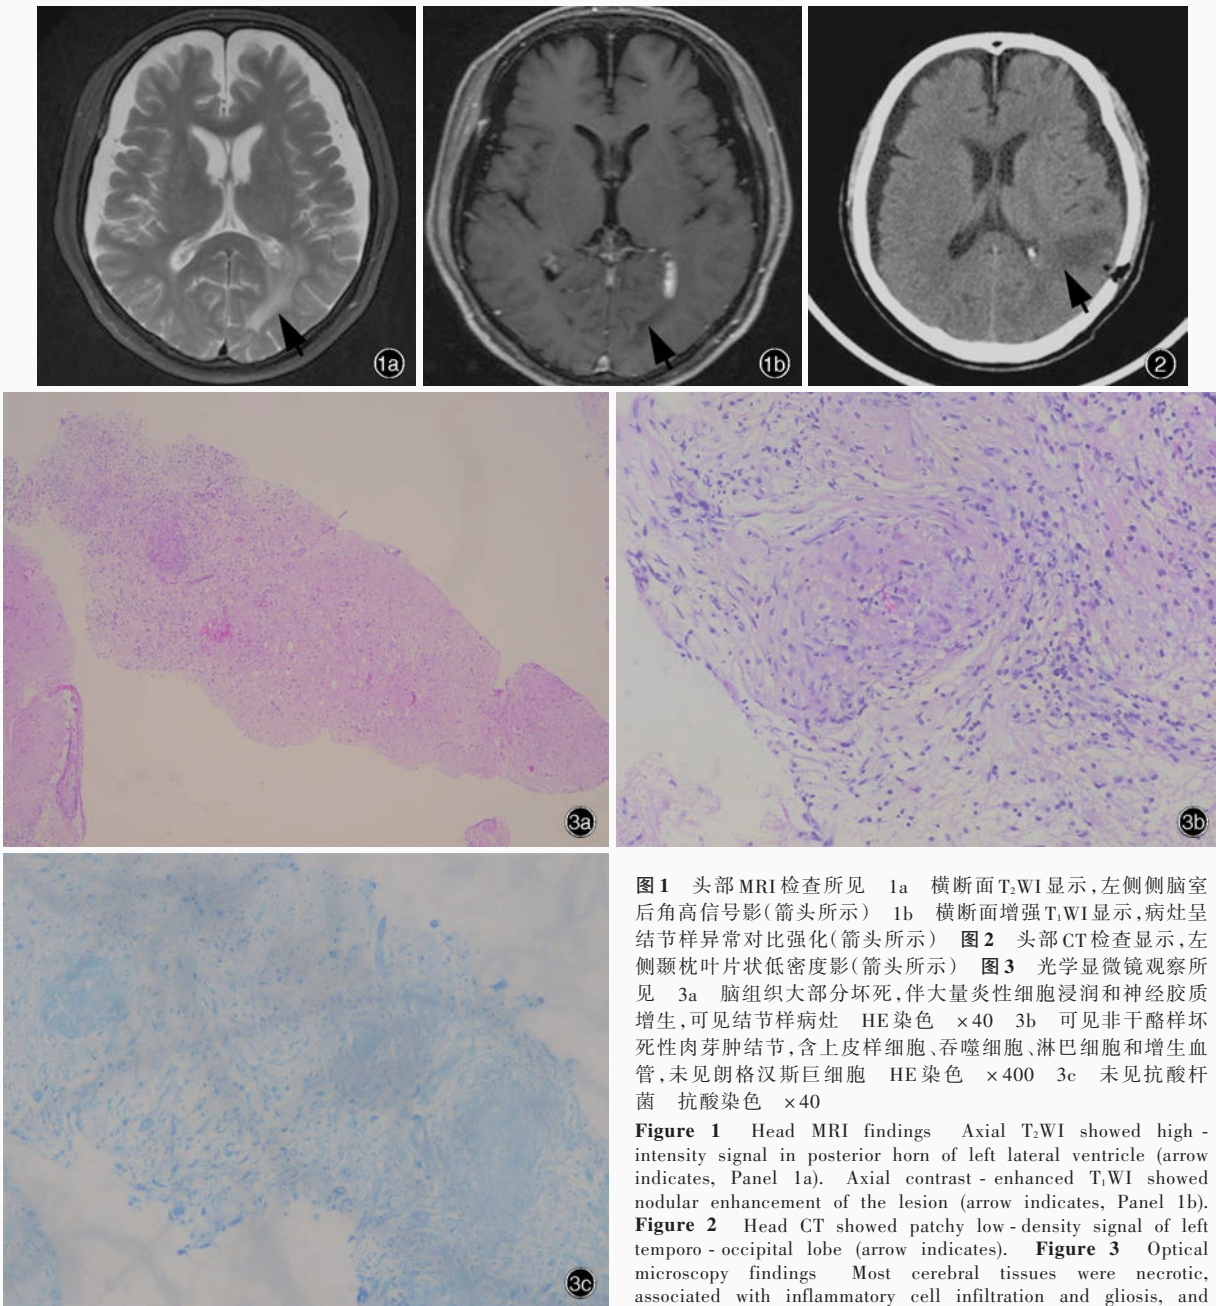 1a
1b
2
3a
3b
3c
图1 头部MRI检查所见 1a 横断面T₂WI显示,左侧侧脑室
后角高信号影(箭头所示) 1b 横断面增强T₁WI显示,病灶呈
结节样异常对比强化(箭头所示) 图2 头部CT检查显示,左
侧颞枕叶片状低密度影(箭头所示) 图3 光学显微镜观察所
见 3a 脑组织大部分坏死,伴大量炎性细胞浸润和神经胶质
增生,可见结节样病灶 HE染色 ×40 3b 可见非干酪样坏
死性肉芽肿结节,含上皮样细胞、吞噬细胞、淋巴细胞和增生血
管,未见朗格汉斯巨细胞 HE染色 ×400 3c 未见抗酸杆
菌 抗酸染色 ×40
Figure 1 Head MRI findings Axial T₂WI showed high-
intensity signal in posterior horn of left lateral ventricle (arrow
indicates, Panel 1a). Axial contrast-enhanced T₁WI showed
nodular enhancement of the lesion (arrow indicates, Panel 1b).
Figure 2 Head CT showed patchy low-density signal of left
temporo-occipital lobe (arrow indicates). Figure 3 Optical
microscopy findings Most cerebral tissues were necrotic,
associated with inflammatory cell infiltration and gliosis, and